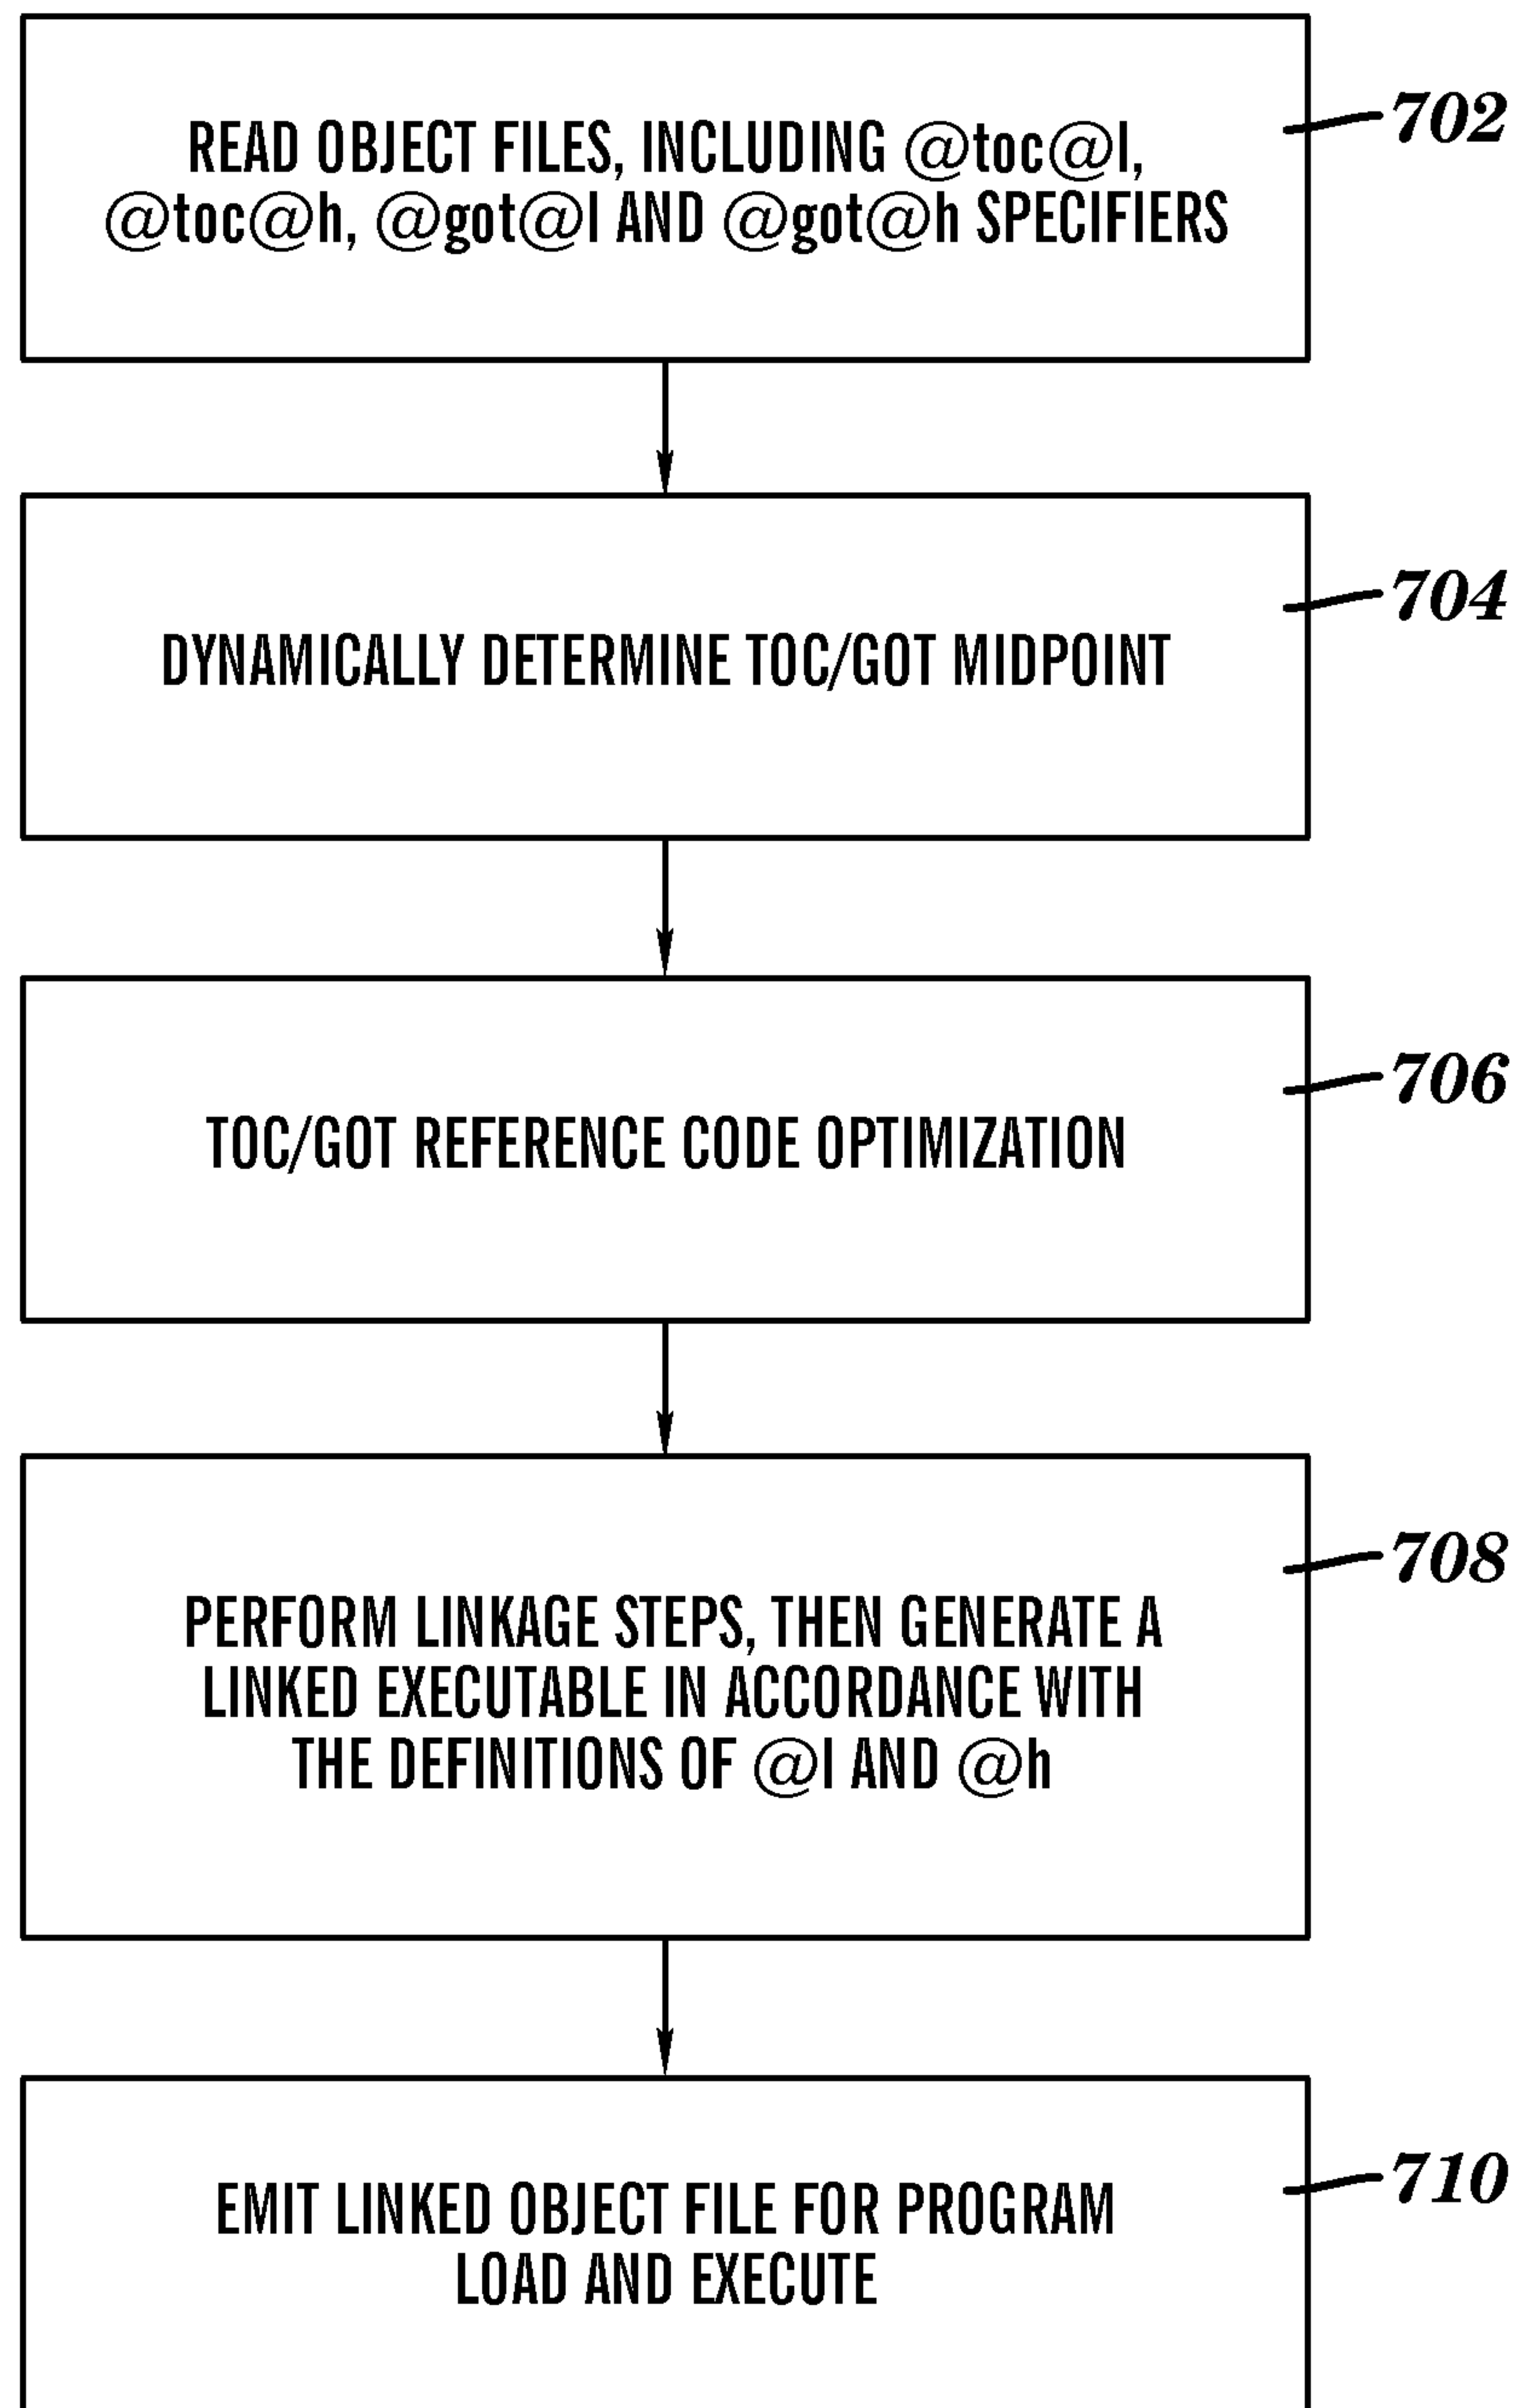 READ OBJECT FILES, INCLUDING @toc@l,
@toc@h, @got@l AND @got@h SPECIFIERS
702
DYNAMICALLY DETERMINE TOC/GOT MIDPOINT
704
TOC/GOT REFERENCE CODE OPTIMIZATION
706
PERFORM LINKAGE STEPS, THEN GENERATE A
LINKED EXECUTABLE IN ACCORDANCE WITH
THE DEFINITIONS OF @l AND @h
708
EMIT LINKED OBJECT FILE FOR PROGRAM
LOAD AND EXECUTE
710